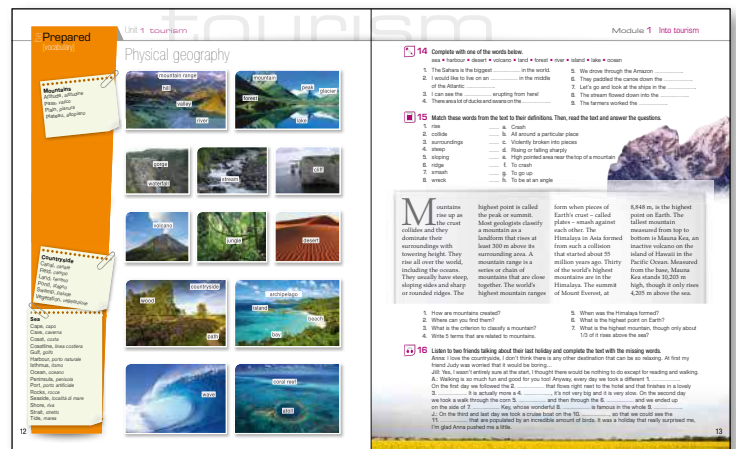 tourism
Be Prepared
[vocabulary]
Unit 1 tourism
Physical geography
Mountains
Altitude, altitudine
Pass, valico
Plain, pianura
Plateau, altopiano
mountain range
hill
valley
river
mountain
peak
glacier
forest
lake
gorge
waterfall
stream
cliff
volcano
jungle
desert
Countryside
Canal, canale
Field, campo
Land, terreno
Pond, stagno
Swamp, palude
Vegetation, vegetazione
wood
countryside
path
archipelago
island
beach
bay
wave
coral reef
atoll
Sea
Cape, capo
Cave, caverna
Coast, costa
Coastline, linea costiera
Gulf, golfo
Harbour, porto naturale
Isthmus, istmo
Ocean, oceano
Peninsula, penisola
Port, porto artificiale
Rocks, rocce
Seaside, località di mare
Shore, riva
Strait, stretto
Tide, marea
12
Module 1 Into tourism
14 Complete with one of the words below.
sea • harbour • desert • volcano • land • forest • river • island • lake • ocean
1. The Sahara is the biggest ............ in the world.
2. I would like to live on an ............ in the middle
of the Atlantic ............
3. I can see the ............ erupting from here!
4. There are a lot of ducks and swans on the ............
5. We drove through the Amazon ............
6. They paddled the canoe down the ............
7. Let's go and look at the ships in the ............
8. The stream flowed down into the ............
9. The farmers worked the ............
15 Match these words from the text to their definitions. Then, read the text and answer the questions.
1. rise ...... a. Crash
2. collide ...... b. All around a particular place
3. surroundings ...... c. Violently broken into pieces
4. steep ...... d. Rising or falling sharply
5. sloping ...... e. High pointed area near the top of a mountain
6. ridge ...... f. To crash
7. smash ...... g. To go up
8. wreck ...... h. To be at an angle
Mountains
rise up as
the crust
collides and they
dominate their
surroundings with
towering height. They
rise all over the world,
including the oceans.
They usually have steep,
sloping sides and sharp
or rounded ridges. The
highest point is called
the peak or summit.
Most geologists classify
a mountain as a
landform that rises at
least 300 m above its
surrounding area. A
mountain range is a
series or chain of
mountains that are close
together. The world's
highest mountain ranges
form when pieces of
Earth's crust – called
plates – smash against
each other. The
Himalaya in Asia formed
from such a collision
that started about 55
million years ago. Thirty
of the world's highest
mountains are in the
Himalaya. The summit
of Mount Everest, at
8,848 m, is the highest
point on Earth. The
tallest mountain
measured from top to
bottom is Mauna Kea, an
inactive volcano on the
island of Hawaii in the
Pacific Ocean. Measured
from the base, Mauna
Kea stands 10,203 m
high, though it only rises
4,205 m above the sea.
1. How are mountains created?
2. Where can you find them?
3. What is the criterion to classify a mountain?
4. Write 5 terms that are related to mountains.
5. When was the Himalaya formed?
6. What is the highest point on Earth?
7. What is the highest mountain, though only about
1/3 of it rises above the sea?
16 Listen to two friends talking about their last holiday and complete the text with the missing words.
Anna: I love the countryside, I don't think there is any other destination that can be so relaxing. At first my
friend Judy was worried that it would be boring...
Jill: Yes, I wasn't entirely sure at the start, I thought there would be nothing to do except for reading and walking.
A.: Walking is so much fun and good for you too! Anyway, every day we took a different 1. ............
On the first day we followed the 2. ............ that flows right next to the hotel and that finishes in a lovely
3. ............ It is actually more a 4. ............, it's not very big and it is very slow. On the second day
we took a walk through the corn 5. ............ and then through the 6. ............ and we ended up
on the side of 7. ............ Key, whose wonderful 8. ............ is famous in the whole 9. ............
J.: On the third and last day we took a cruise boat on the 10. ............, so that we could see the
11. ............ that are populated by an incredible amount of birds. It was a holiday that really surprised me,
I'm glad Anna pushed me a little.
13